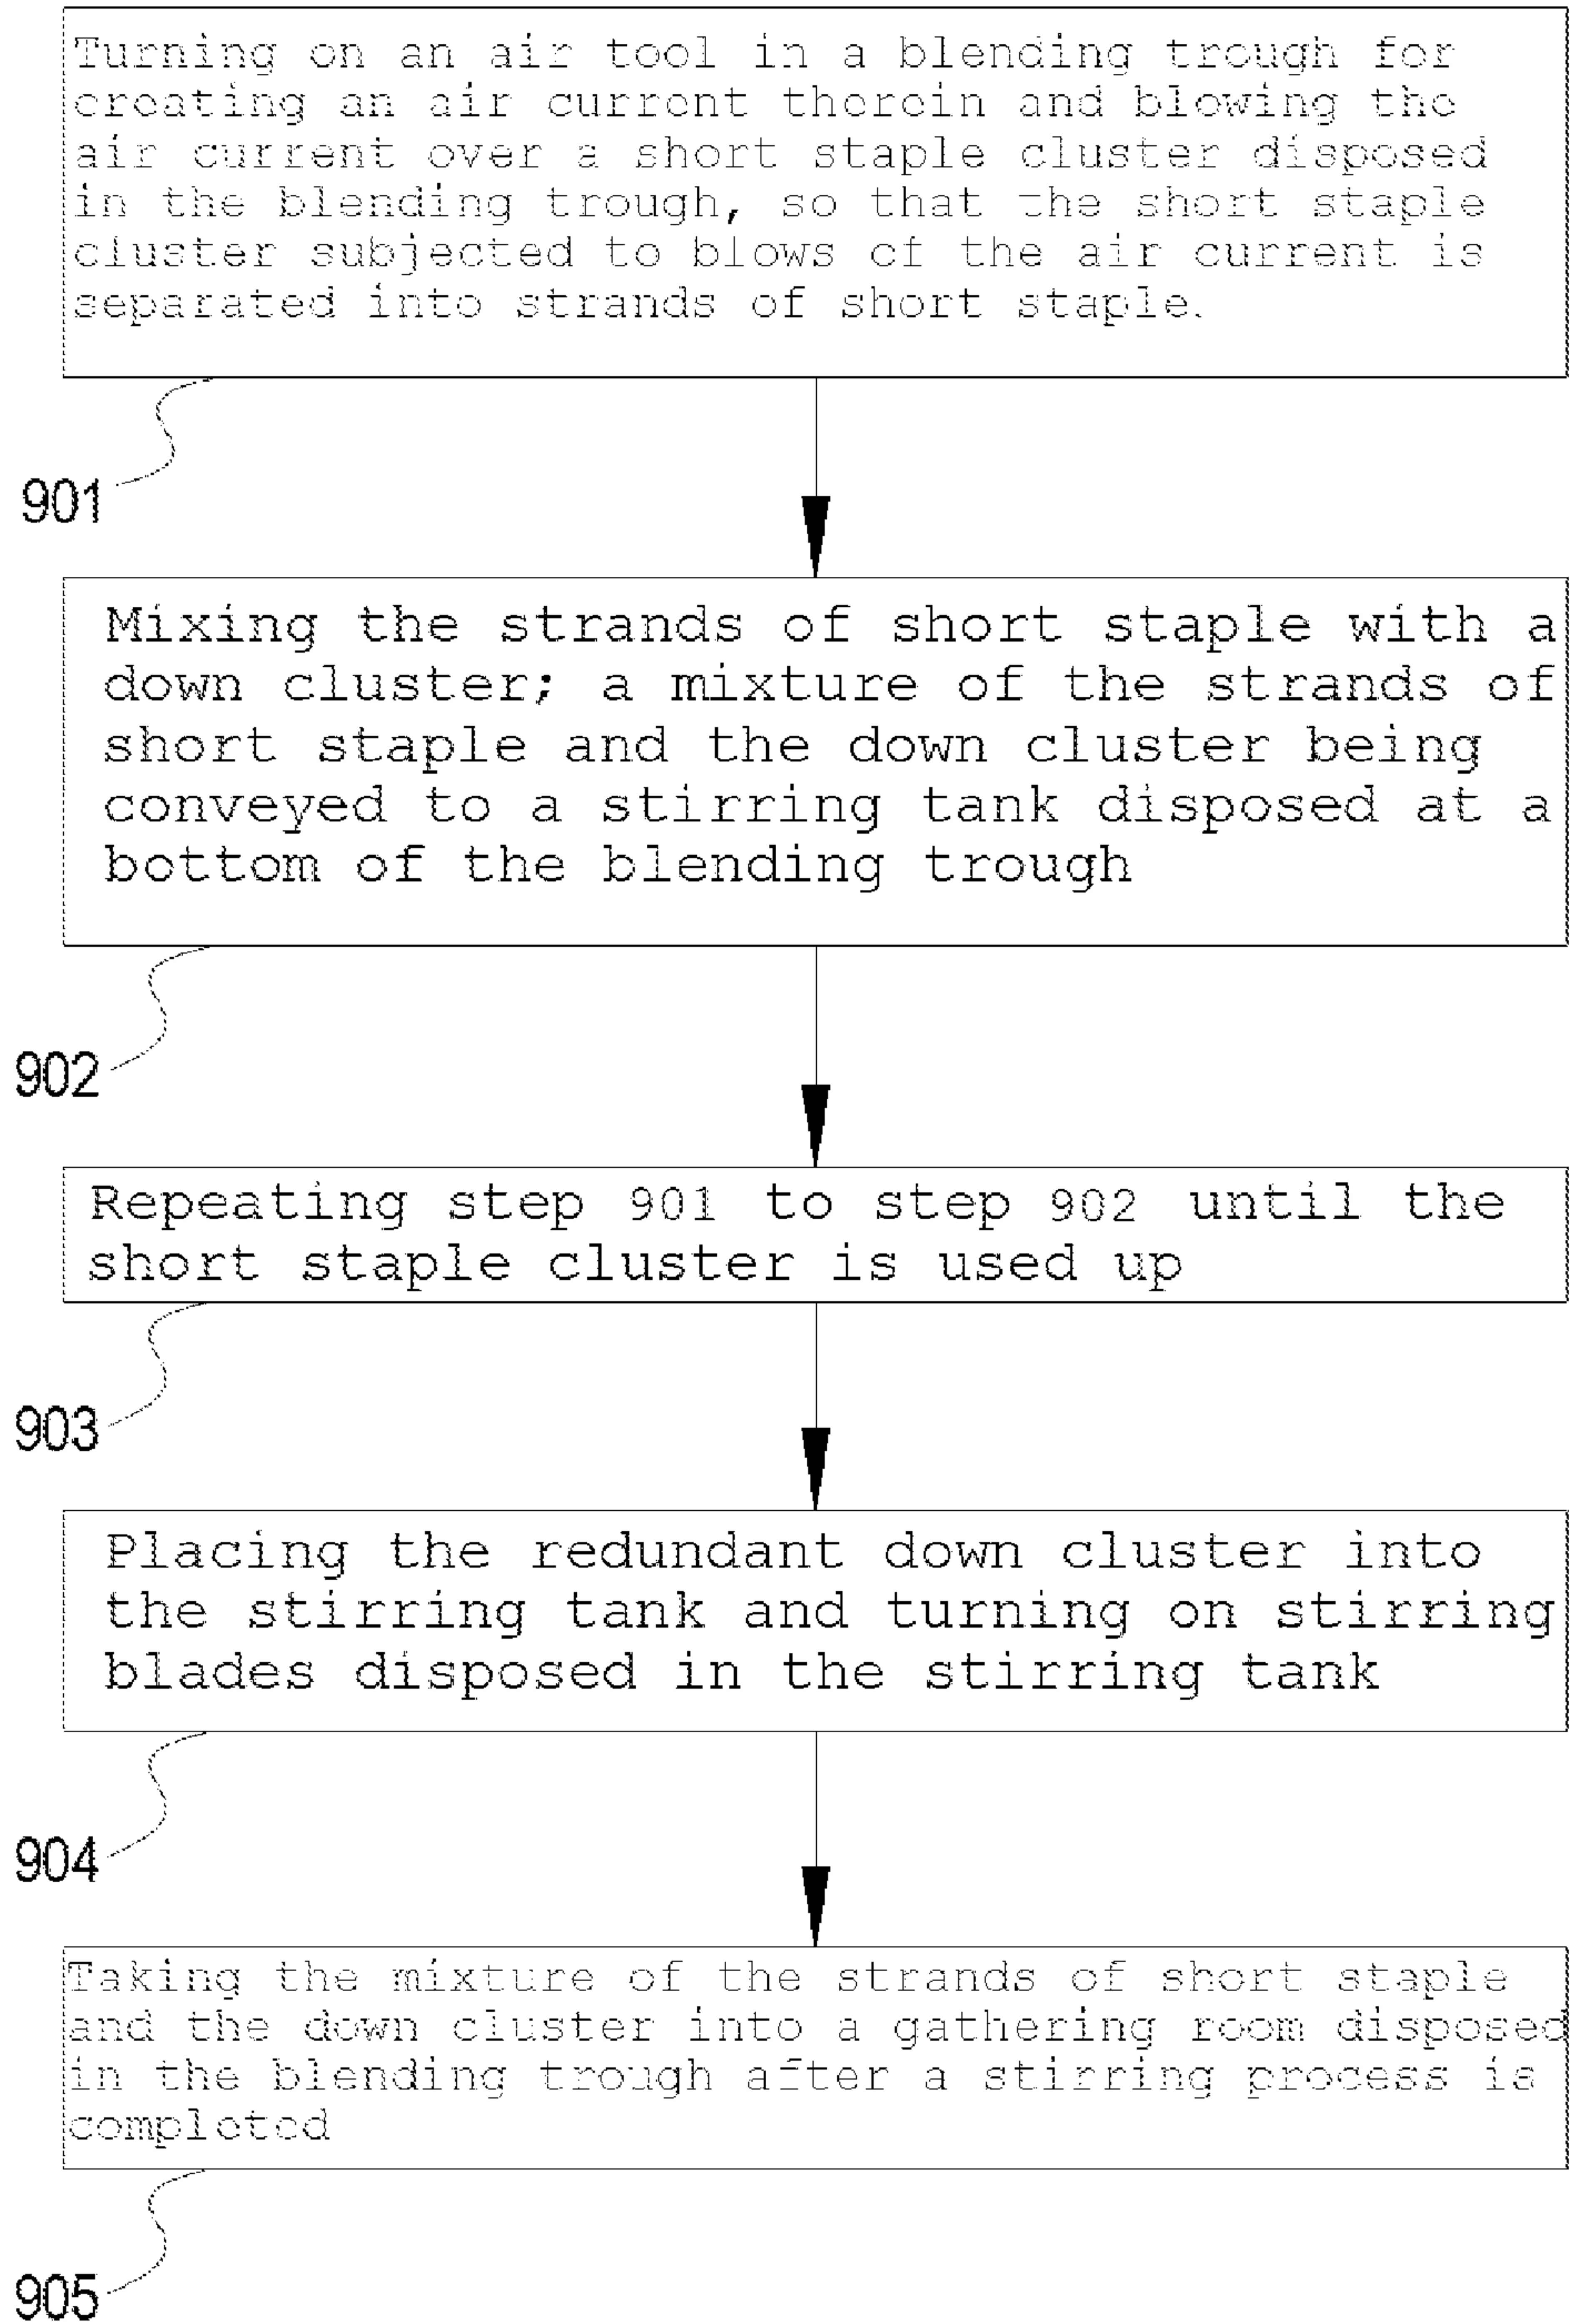 Turning on an air tool in a blending trough for
creating an air current therein and blowing the
air current over a short staple cluster disposed
in the blending trough, so that the short staple
cluster subjected to blows of the air current is
separated into strands of short staple.
901
Mixing the strands of short staple with a
down cluster; a mixture of the strands of
short staple and the down cluster being
conveyed to a stirring tank disposed at a
bottom of the blending trough
902
Repeating step 901 to step 902 until the
short staple cluster is used up
903
Placing the redundant down cluster into
the stirring tank and turning on stirring
blades disposed in the stirring tank
904
Taking the mixture of the strands of short staple
and the down cluster into a gathering room disposed
in the blending trough after a stirring process is
completed
905